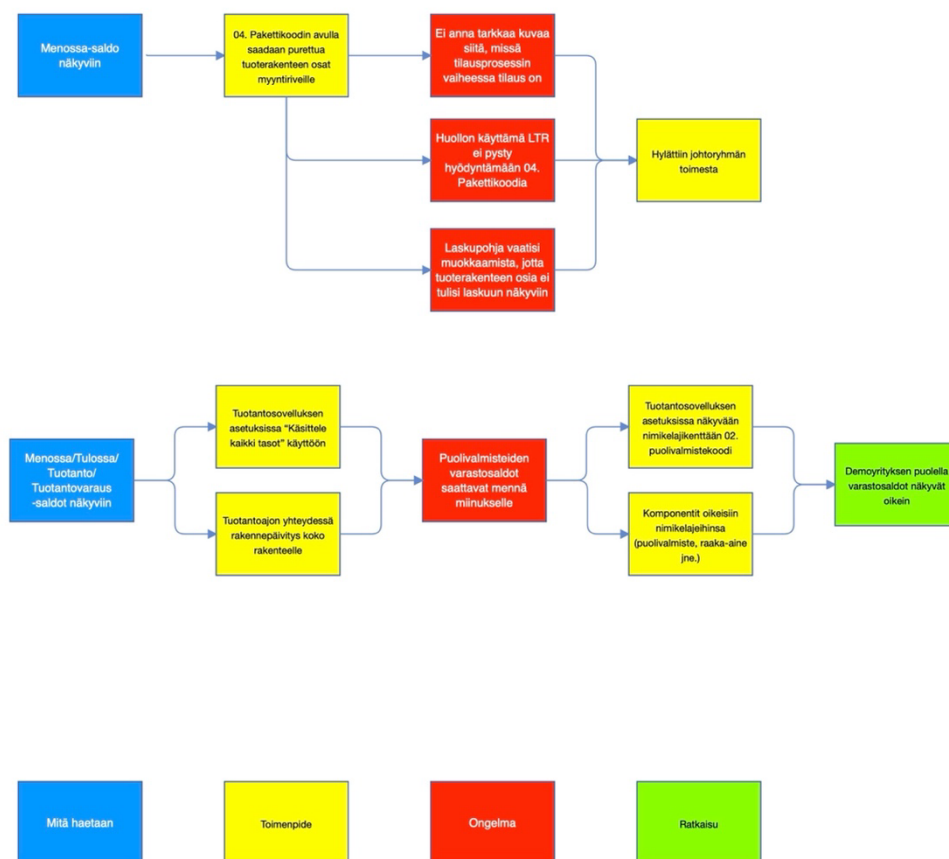 Menossa-saldo
näkyviin
04. Pakettikoodin avulla
saadaan purettua
tuoterakenteen osat
myyntiriveille
Ei anna tarkkaa kuvaa
siitä, missä
tilausprosessin
vaiheessa tilaus on
Huollon käyttämä LTR
ei pysty
hyödyntämään 04.
Pakettikoodia
Laskupohja vaatisi
muokkaamista, jotta
tuoterakenteen osia ei
tulisi laskuun näkyviin
Hylättiin johtoryhmän
toimesta
Menossa/Tulossa/
Tuotanto/
Tuotantovaraus
-saldot näkyviin
Tuotantosovelluksen
asetuksissa “Käsittele
kaikki tasot” käyttöön
Tuotantoajon yhteydessä
rakennepäivitys koko
rakenteelle
Puolivalmisteiden
varastosaldot
saattavat mennä
miinukselle
Tuotantosovelluksen
asetuksissa näkyvään
nimikelajikenttään 02.
puolivalmistekoodi
Komponentit oikeisiin
nimikelajeihinsa
(puolivalmiste, raaka-aine
jne.)
Demoyrityksen puolella
varastosaldot näkyvät
oikein
Mitä haetaan
Toimenpide
Ongelma
Ratkaisu